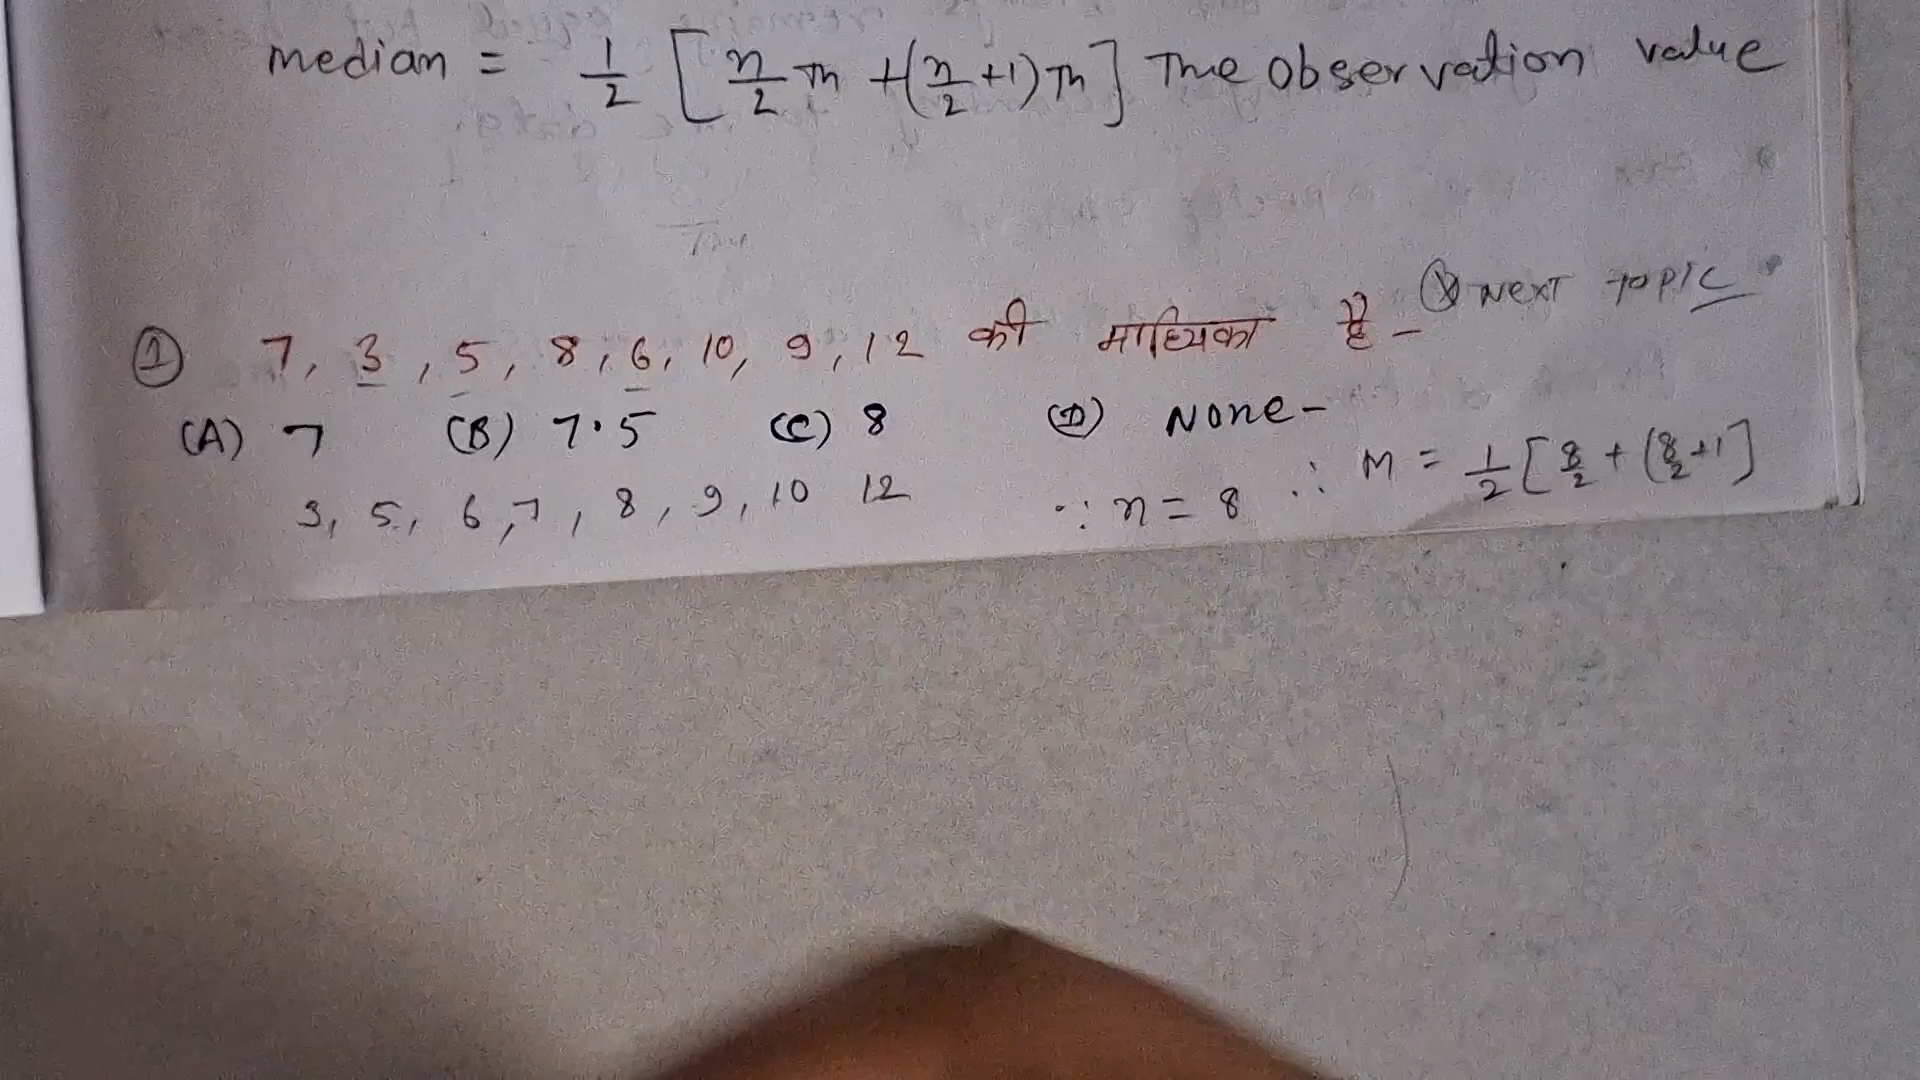 median = 1/2 [n/2 Th + (n/2 +1) Th] The observation value
① 7, 3, 5, 8, 6, 10, 9, 12 की माध्यिका है - Next topic
(A) 7 (B) 7.5 (C) 8 (D) None-
3, 5, 6, 7, 8, 9, 10 12 ∵ n = 8 ∴ M = 1/2 [8/2 + (8/2 +1]